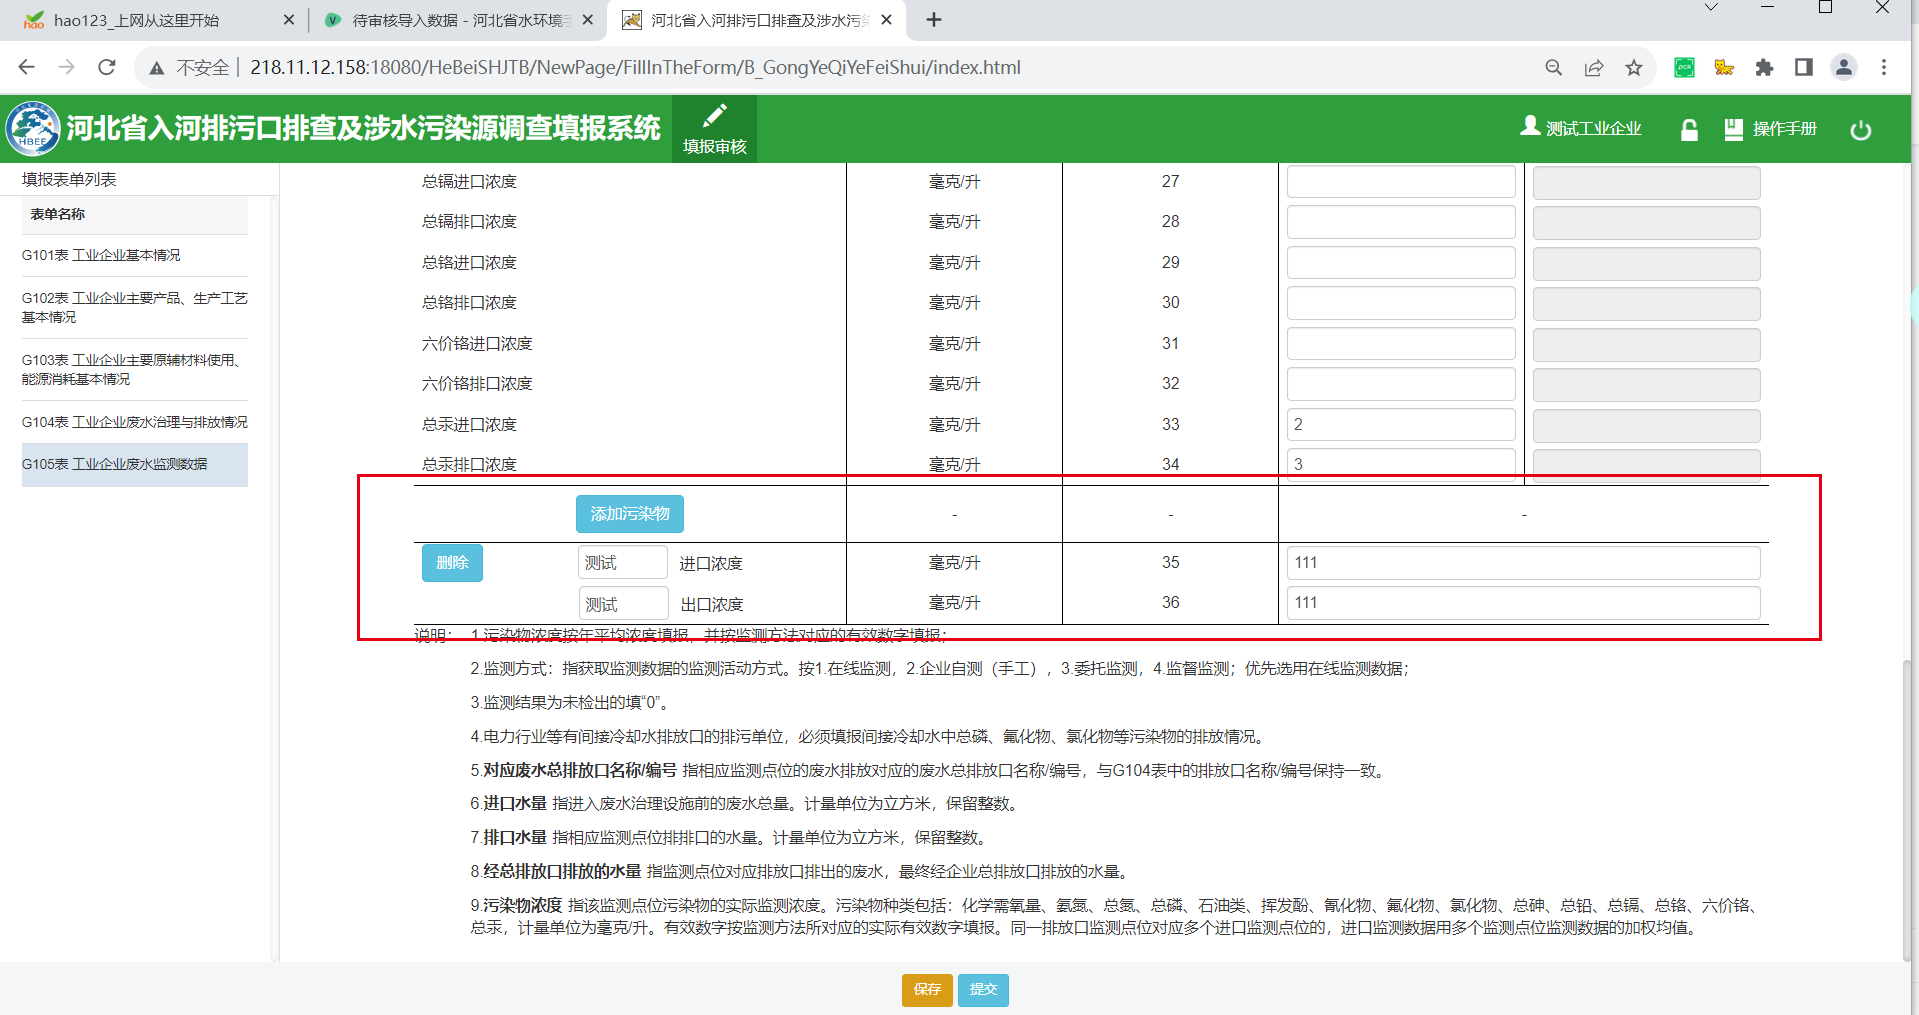 hao123_上网从这里开始
待审核导入数据 - 河北省水环境
河北省入河排污口排查及涉水污
不安全 218.11.12.158:18080/HeBeiSHJTB/NewPage/FillInTheForm/B_GongYeQiYeFeiShui/index.html
HBEE
河北省入河排污口排查及涉水污染源调查填报系统
填报审核
测试工业企业
操作手册
填报表单列表
表单名称
G101表 工业企业基本情况
G102表 工业企业主要产品、生产工艺
基本情况
G103表 工业企业主要原辅材料使用、
能源消耗基本情况
G104表 工业企业废水治理与排放情况
G105表 工业企业废水监测数据
总镉进口浓度 毫克/升 27
总镉排口浓度 毫克/升 28
总铬进口浓度 毫克/升 29
总铬排口浓度 毫克/升 30
六价铬进口浓度 毫克/升 31
六价铬排口浓度 毫克/升 32
总汞进口浓度 毫克/升 33 2
总汞排口浓度 毫克/升 34 3
添加污染物 - - -
删除 测试 进口浓度 毫克/升 35 111
测试 出口浓度 毫克/升 36 111
说明： 1.污染物浓度按年平均浓度填报，并按监测方法对应的有效数字填报；
2.监测方式：指获取监测数据的监测活动方式。按1.在线监测，2.企业自测（手工），3.委托监测，4.监督监测；优先选用在线监测数据；
3.监测结果为未检出的填“0”。
4.电力行业等有间接冷却水排放口的排污单位，必须填报间接冷却水中总磷、氟化物、氯化物等污染物的排放情况。
5.对应废水总排放口名称/编号 指相应监测点位的废水排放对应的废水总排放口名称/编号，与G104表中的排放口名称/编号保持一致。
6.进口水量 指进入废水治理设施前的废水总量。计量单位为立方米，保留整数。
7.排口水量 指相应监测点位排排口的水量。计量单位为立方米，保留整数。
8.经总排放口排放的水量 指监测点位对应排放口排出的废水，最终经企业总排放口排放的水量。
9.污染物浓度 指该监测点位污染物的实际监测浓度。污染物种类包括：化学需氧量、氨氮、总氮、总磷、石油类、挥发酚、氰化物、氟化物、氯化物、总砷、总铅、总镉、总铬、六价铬、
总汞，计量单位为毫克/升。有效数字按监测方法所对应的实际有效数字填报。同一排放口监测点位对应多个进口监测点位的，进口监测数据用多个监测点位监测数据的加权均值。
保存 提交